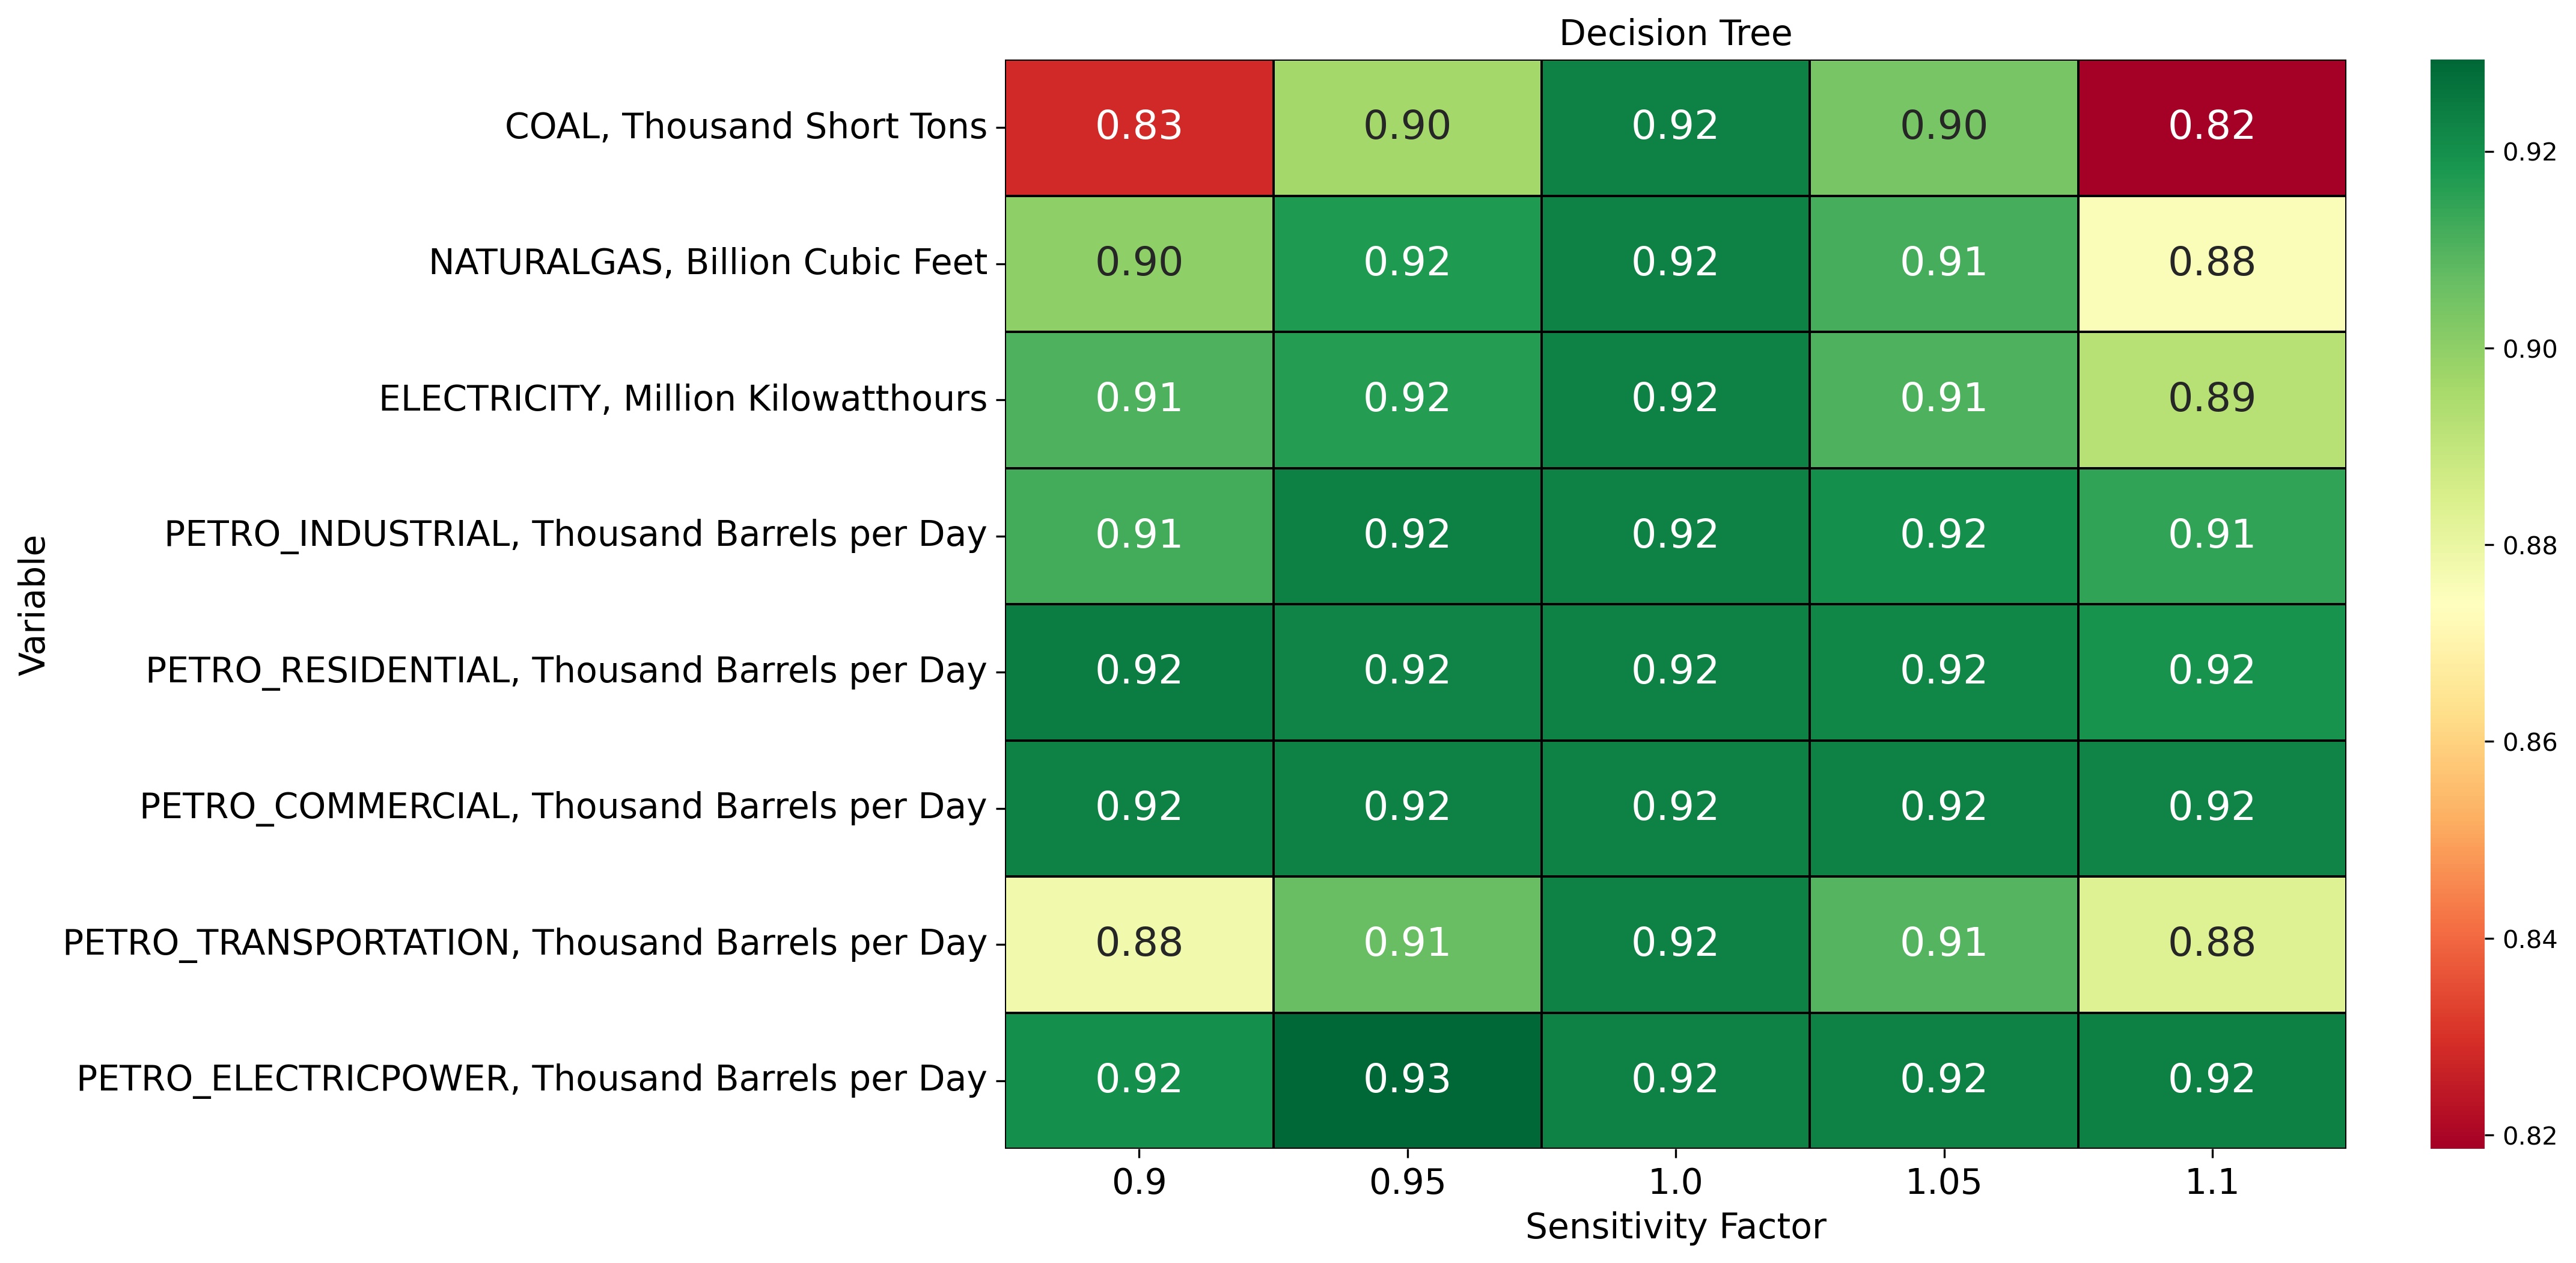 Decision Tree
COAL, Thousand Short Tons 0.83 0.90 0.92 0.90 0.82
NATURALGAS, Billion Cubic Feet 0.90 0.92 0.92 0.91 0.88
ELECTRICITY, Million Kilowatthours 0.91 0.92 0.92 0.91 0.89
PETRO_INDUSTRIAL, Thousand Barrels per Day 0.91 0.92 0.92 0.92 0.91
PETRO_RESIDENTIAL, Thousand Barrels per Day 0.92 0.92 0.92 0.92 0.92
PETRO_COMMERCIAL, Thousand Barrels per Day 0.92 0.92 0.92 0.92 0.92
PETRO_TRANSPORTATION, Thousand Barrels per Day 0.88 0.91 0.92 0.91 0.88
PETRO_ELECTRICPOWER, Thousand Barrels per Day 0.92 0.93 0.92 0.92 0.92
0.9 0.95 1.0 1.05 1.1
Sensitivity Factor
Variable
0.92
0.90
0.88
0.86
0.84
0.82